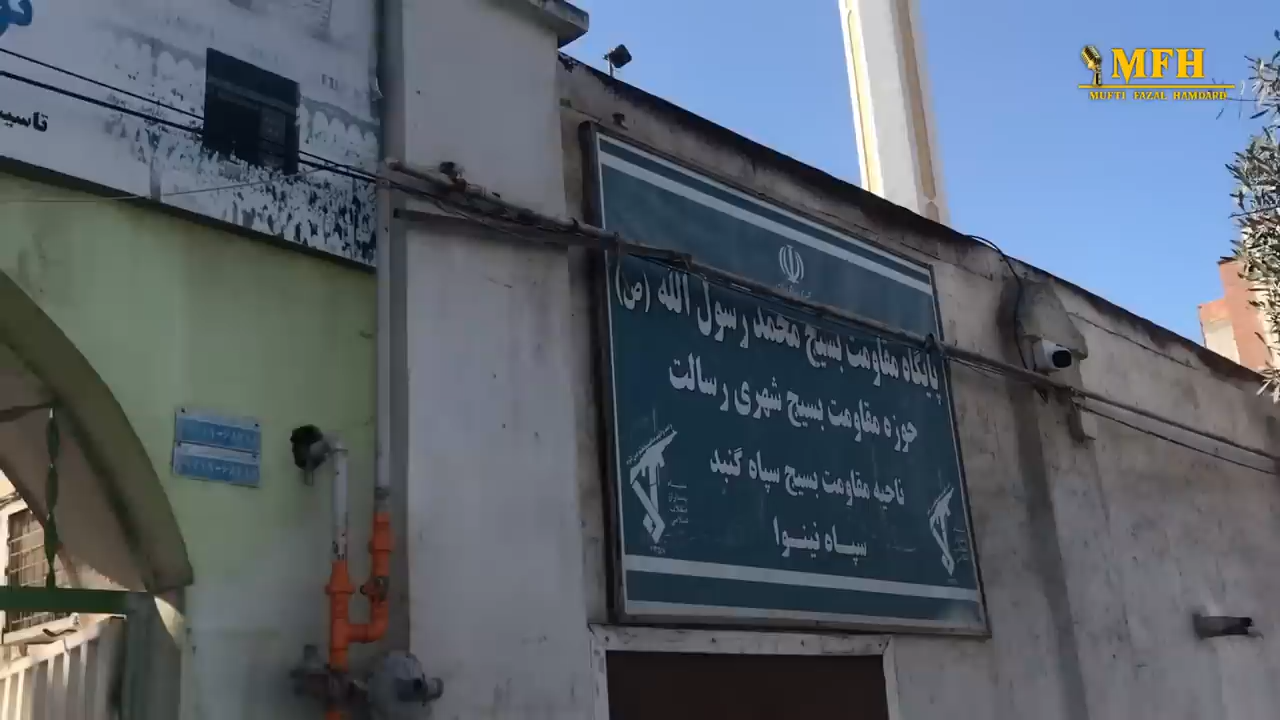 MFH
MUFTI FAZAL HAMDARD
تاسیس
پایگاه مقاومت بسیج محمد رسول الله (ص)
حوزه مقاومت بسیج شهری رسالت
ناحیه مقاومت بسیج سپاه گنبد
سپاه نینوا